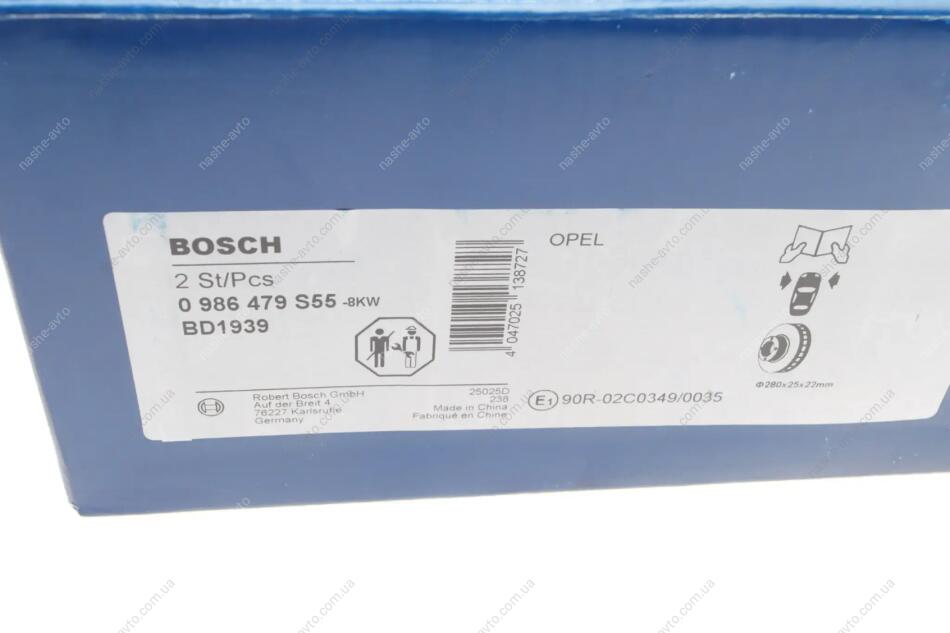 BOSCH
2 St/Pcs
0 986 479 S55 -8KW
BD1939
Robert Bosch GmbH
Auf der Breit 4
76227 Karlsruhe
Germany
25025D
238
Made in China
Fabriqué en Chine
4 047025 138727
OPEL
E1 90R-02C0349/0035
Φ280x25x22mm
nashe-avto.com.ua